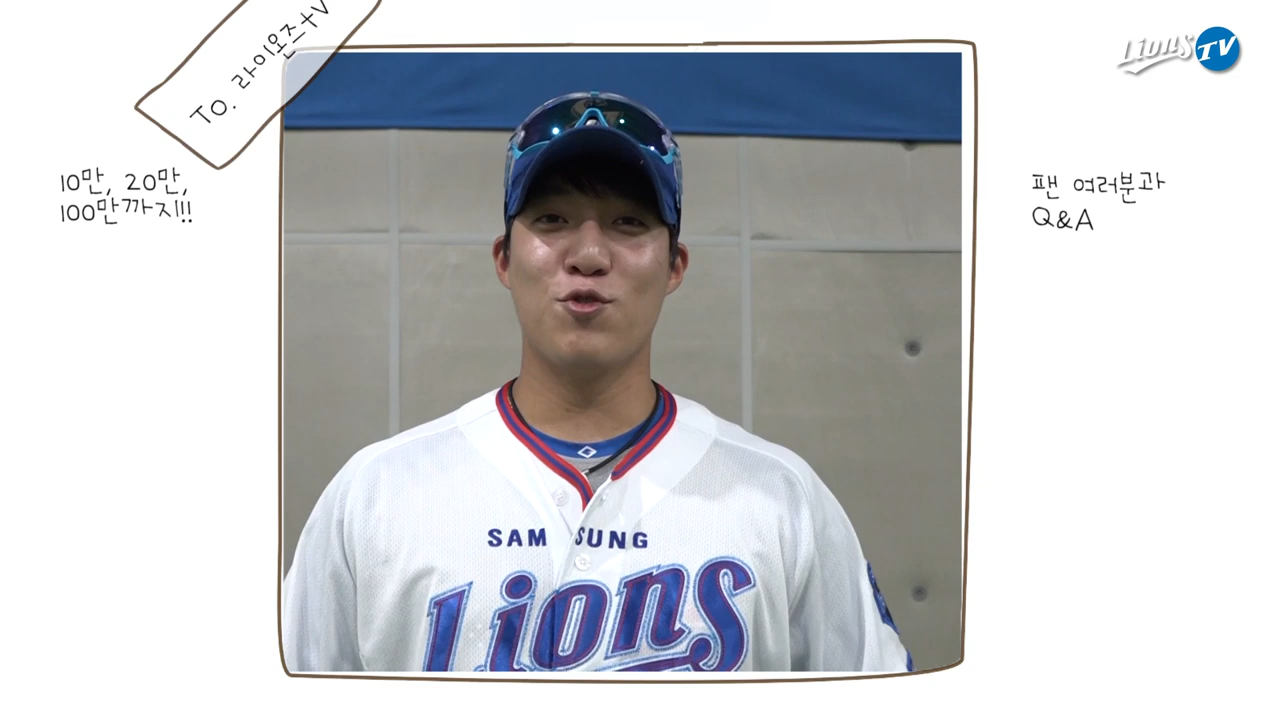 To. 라이온즈tv
Lions TV
10만, 20만,
100만까지!!
팬 여러분과
Q&A
SAMSUNG
Lions